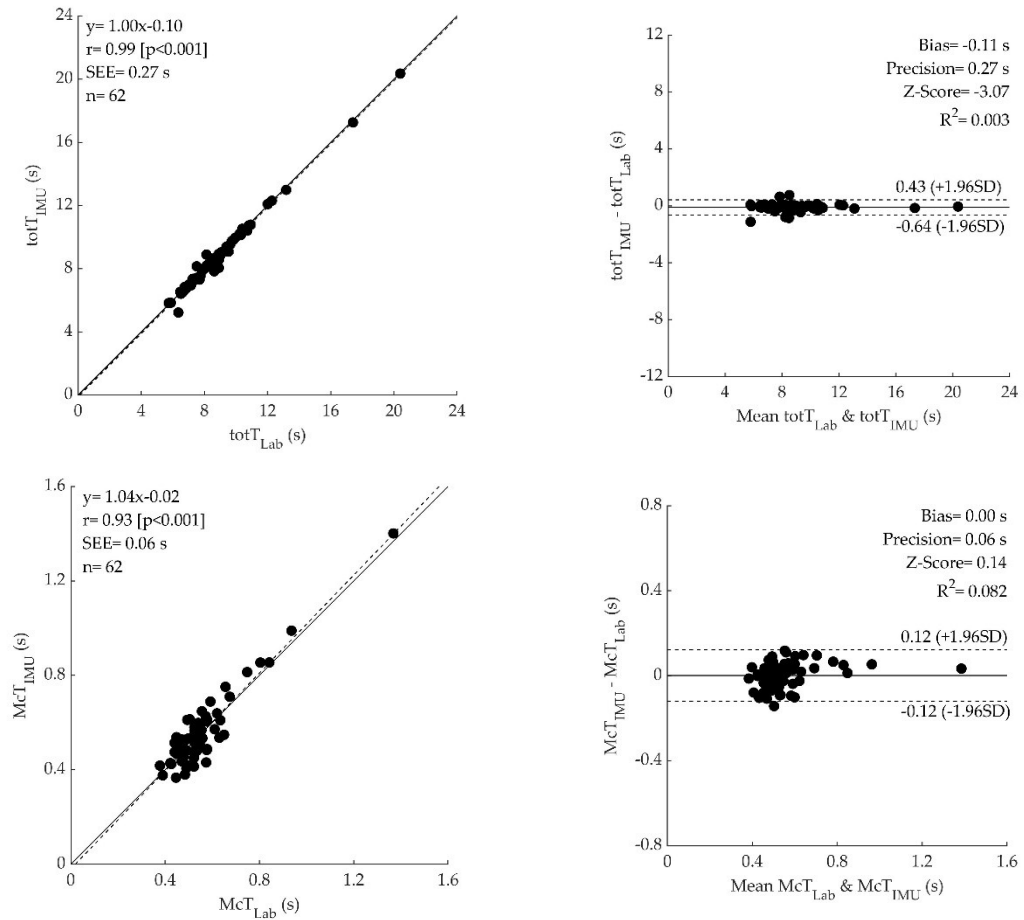 24
20
16
12
8
4
0
totT_IMU (s)
y= 1.00x-0.10
r= 0.99 [p<0.001]
SEE= 0.27 s
n= 62
0 4 8 12 16 20 24
totT_Lab (s)
12
8
4
0
-4
-8
-12
totT_IMU - totT_Lab (s)
Bias= -0.11 s
Precision= 0.27 s
Z-Score= -3.07
R²= 0.003
0.43 (+1.96SD)
-0.64 (-1.96SD)
0 4 8 12 16 20 24
Mean totT_Lab & totT_IMU (s)
1.6
1.2
0.8
0.4
0
McT_IMU (s)
y= 1.04x-0.02
r= 0.93 [p<0.001]
SEE= 0.06 s
n= 62
0 0.4 0.8 1.2 1.6
McT_Lab (s)
0.8
0.4
0
-0.4
-0.8
McT_IMU - McT_Lab (s)
Bias= 0.00 s
Precision= 0.06 s
Z-Score= 0.14
R²= 0.082
0.12 (+1.96SD)
-0.12 (-1.96SD)
0 0.4 0.8 1.2 1.6
Mean McT_Lab & McT_IMU (s)